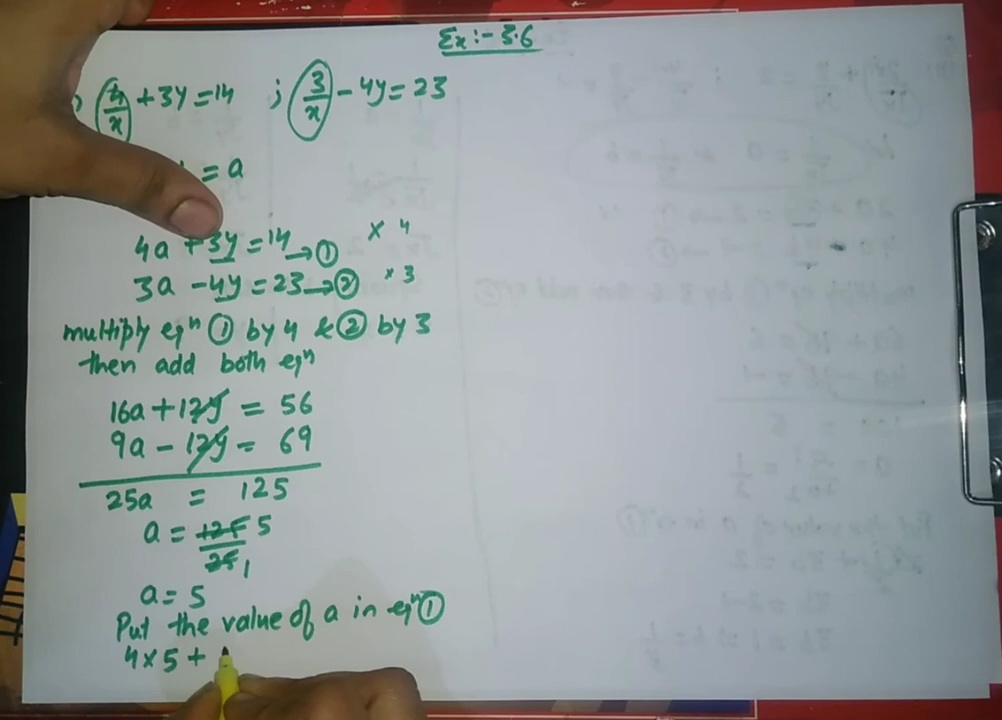 Ex:- 3.6
) 4/x + 3y = 14 ; 3/x - 4y = 23
= a
4a + 3y = 14 → ① × 4
3a - 4y = 23 → ② × 3
multiply eqⁿ ① by 4 & ② by 3
then add both eqⁿ
16a + 12y = 56
9a - 12y = 69
25a = 125
a = 125/25 5 1
a = 5
Put the value of a in eqⁿ ①
4 × 5 +